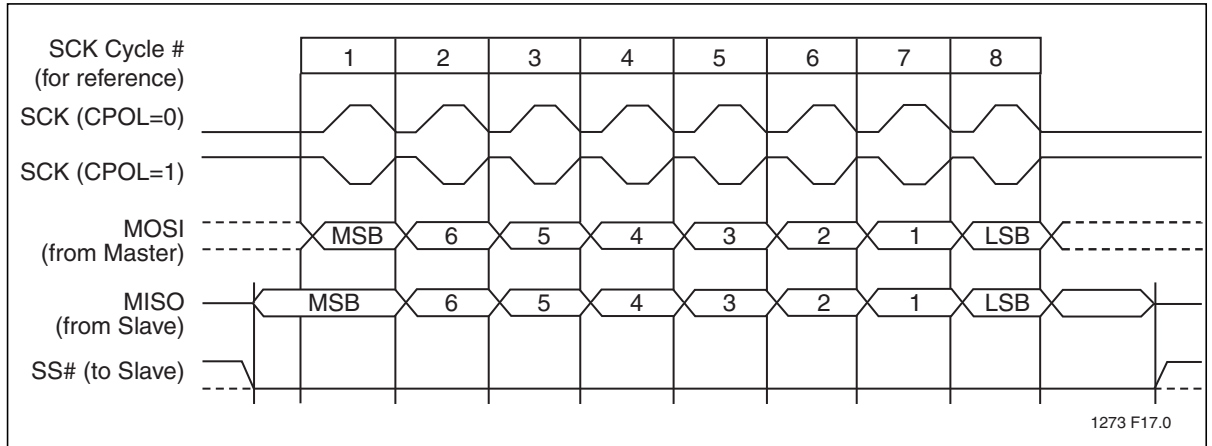 SCK Cycle #
(for reference)
1 2 3 4 5 6 7 8
SCK (CPOL=0)
SCK (CPOL=1)
MOSI
(from Master)
MSB 6 5 4 3 2 1 LSB
MISO
(from Slave)
MSB 6 5 4 3 2 1 LSB
SS# (to Slave)
1273 F17.0